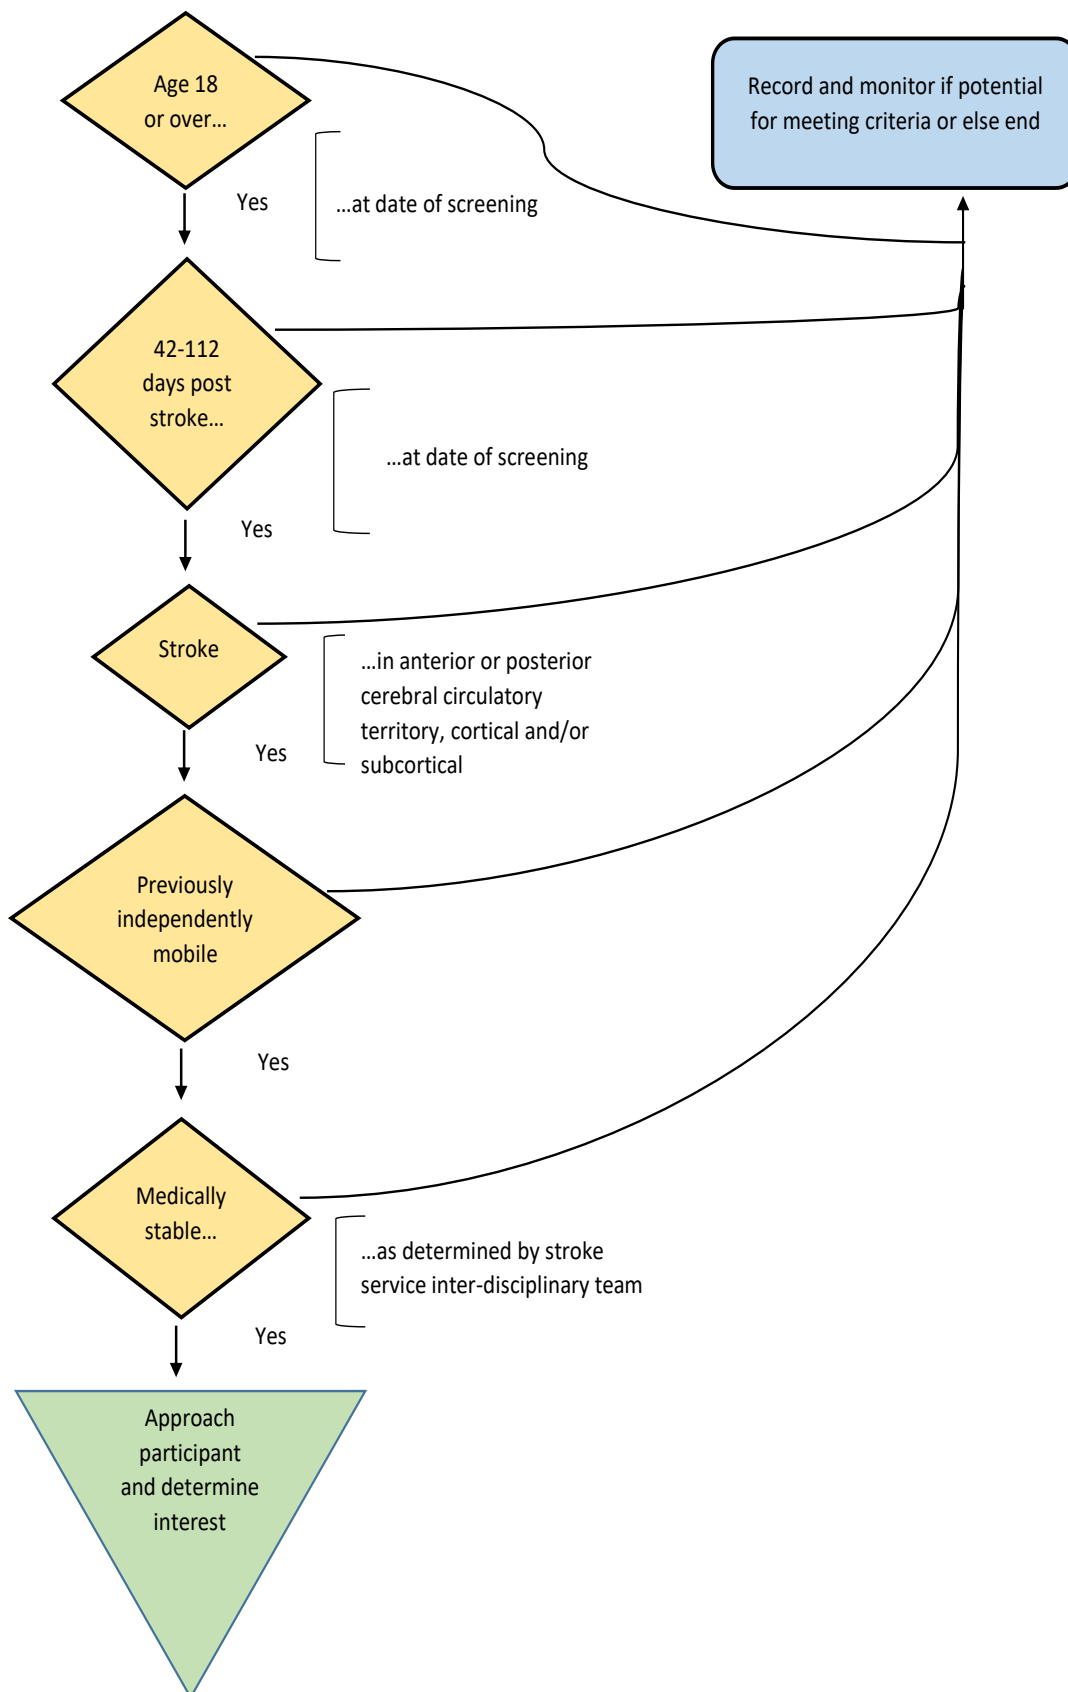 Age 18
or over…
Record and monitor if potential
for meeting criteria or else end
Yes
…at date of screening
42-112
days post
stroke…
…at date of screening
Yes
Stroke
…in anterior or posterior
cerebral circulatory
territory, cortical and/or
subcortical
Yes
Previously
independently
mobile
Yes
Medically
stable…
…as determined by stroke
service inter-disciplinary team
Yes
Approach
participant
and determine
interest